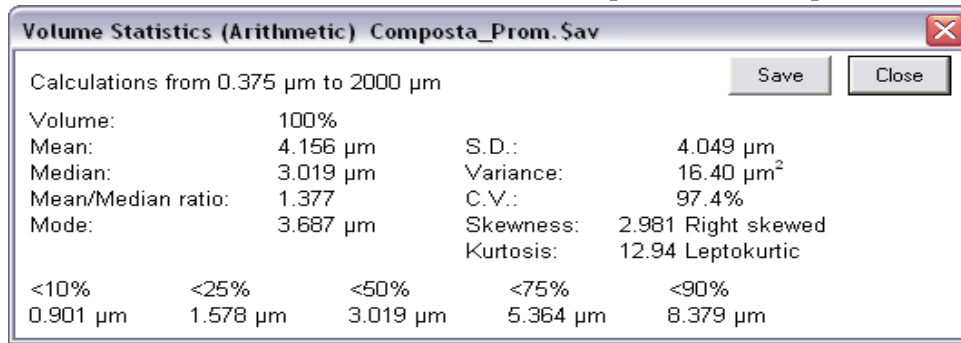 Volume Statistics (Arithmetic) Composta_Prom.$av
Calculations from 0.375 µm to 2000 µm Save Close
Volume: 100%
Mean: 4.156 µm S.D.: 4.049 µm
Median: 3.019 µm Variance: 16.40 µm²
Mean/Median ratio: 1.377 C.V.: 97.4%
Mode: 3.687 µm Skewness: 2.981 Right skewed
Kurtosis: 12.94 Leptokurtic
<10% <25% <50% <75% <90%
0.901 µm 1.578 µm 3.019 µm 5.364 µm 8.379 µm